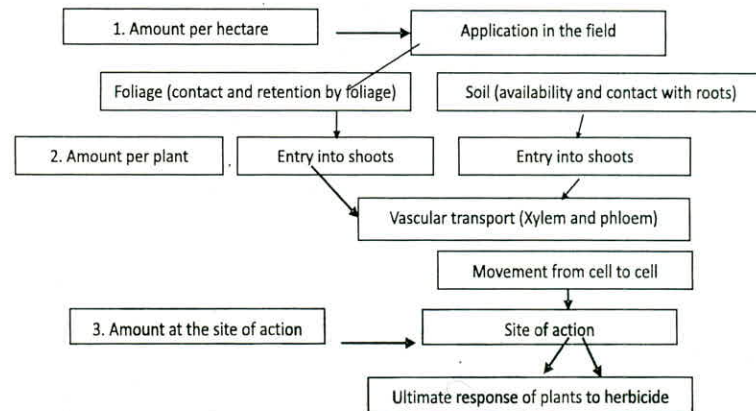 1. Amount per hectare
Application in the field
Foliage (contact and retention by foliage)
Soil (availability and contact with roots)
2. Amount per plant
Entry into shoots
Entry into shoots
Vascular transport (Xylem and phloem)
Movement from cell to cell
3. Amount at the site of action
Site of action
Ultimate response of plants to herbicide